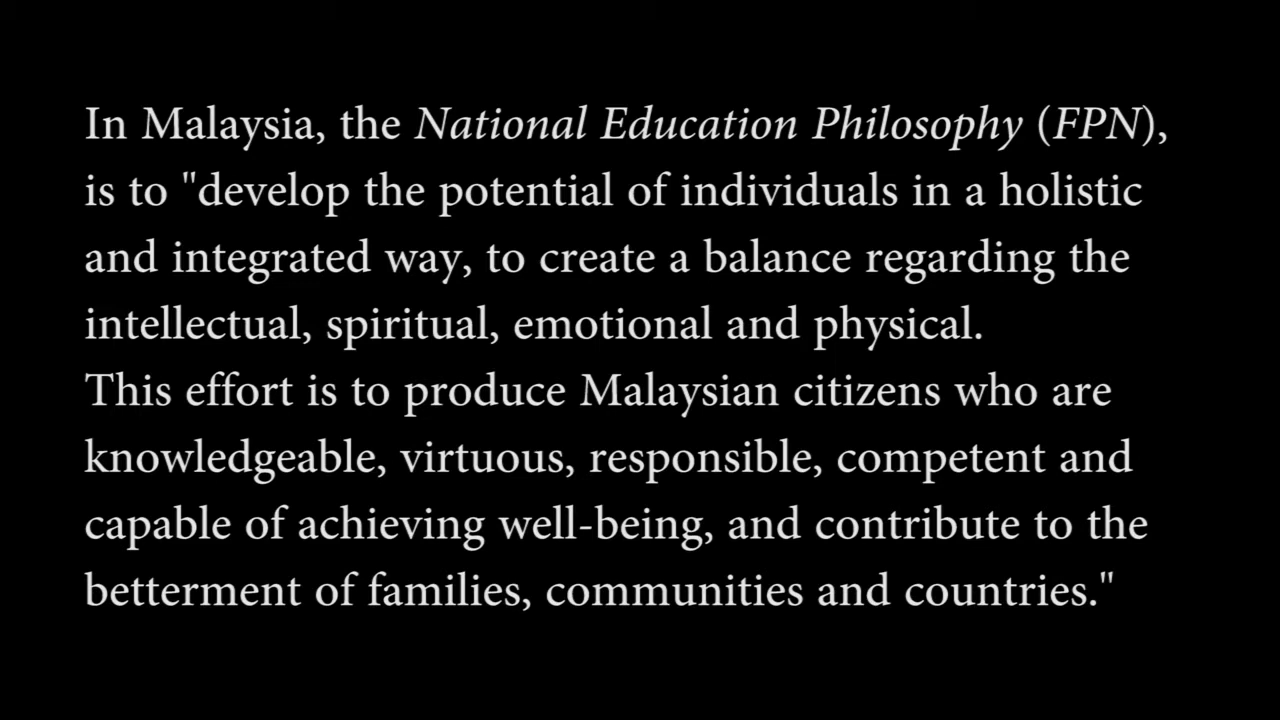 In Malaysia, the National Education Philosophy (FPN),
is to "develop the potential of individuals in a holistic
and integrated way, to create a balance regarding the
intellectual, spiritual, emotional and physical.
This effort is to produce Malaysian citizens who are
knowledgeable, virtuous, responsible, competent and
capable of achieving well-being, and contribute to the
betterment of families, communities and countries."